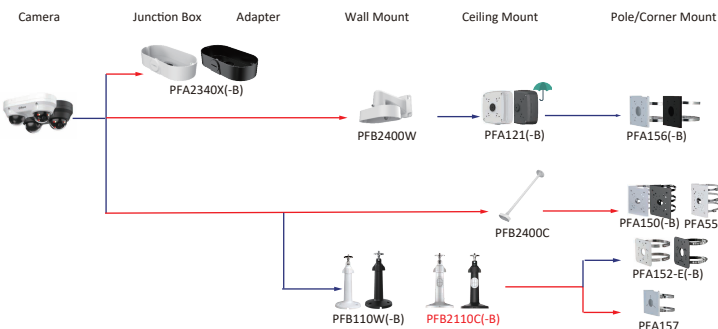 Camera Junction Box Adapter Wall Mount Ceiling Mount Pole/Corner Mount
PFA2340X(-B)
PFB2400W PFA121(-B) PFA156(-B)
PFA150(-B) PFA55
PFB2400C
PFA152-E(-B)
PFB110W(-B) PFB2110C(-B) PFA157